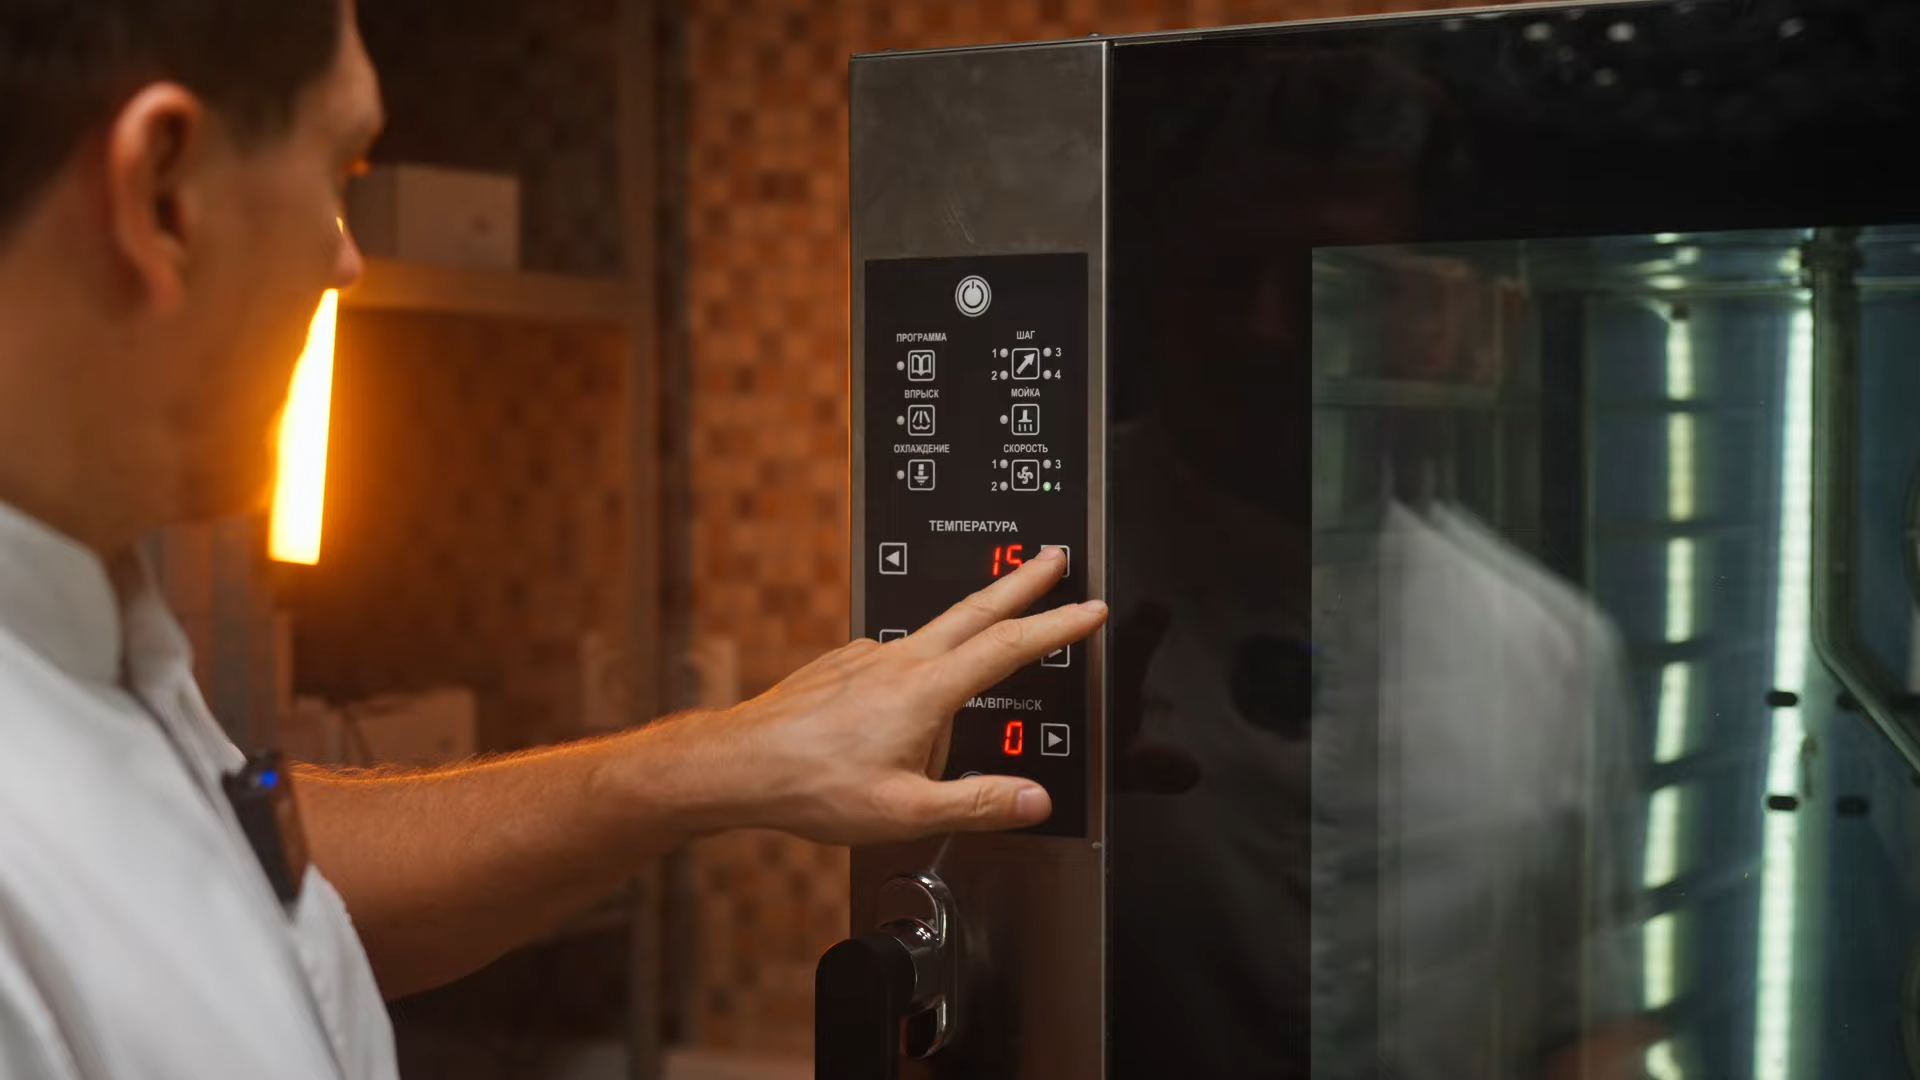 ПРОГРАММА
ШАГ
1 3
2 4
ВПРЫСК
МОЙКА
ОХЛАЖДЕНИЕ
СКОРОСТЬ
1 3
2 4
ТЕМПЕРАТУРА
15
МА/ВПРЫСК
0